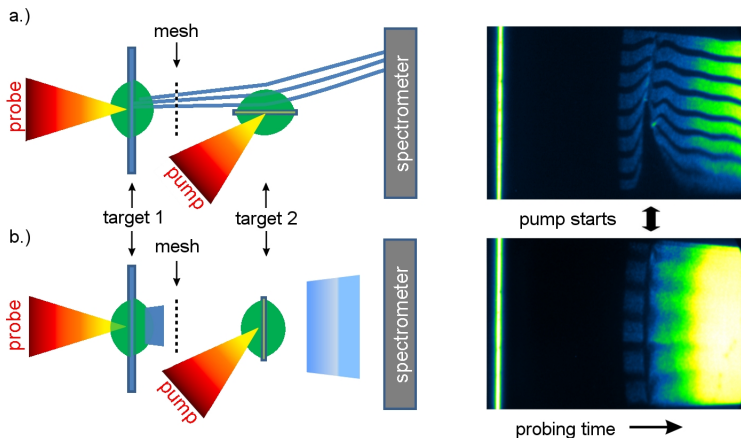 a.)
mesh
probe
pump
spectrometer
target 1
target 2
pump starts
b.)
mesh
probe
pump
spectrometer
probing time